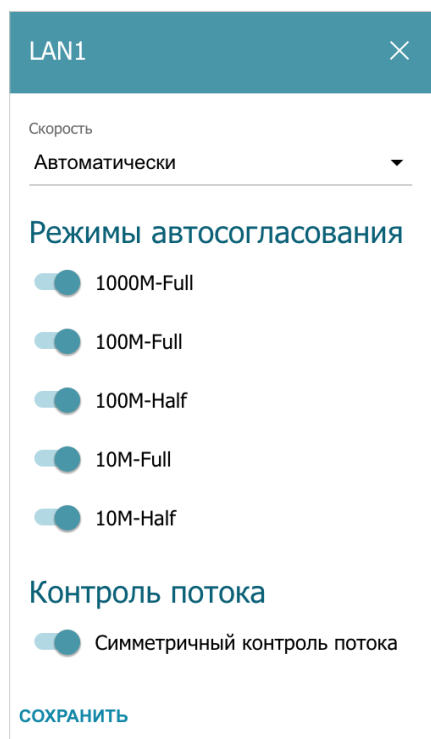 LAN1
Скорость
Автоматически
Режимы автосогласования
1000M-Full
100M-Full
100M-Half
10M-Full
10M-Half
Контроль потока
Симметричный контроль потока
СОХРАНИТЬ